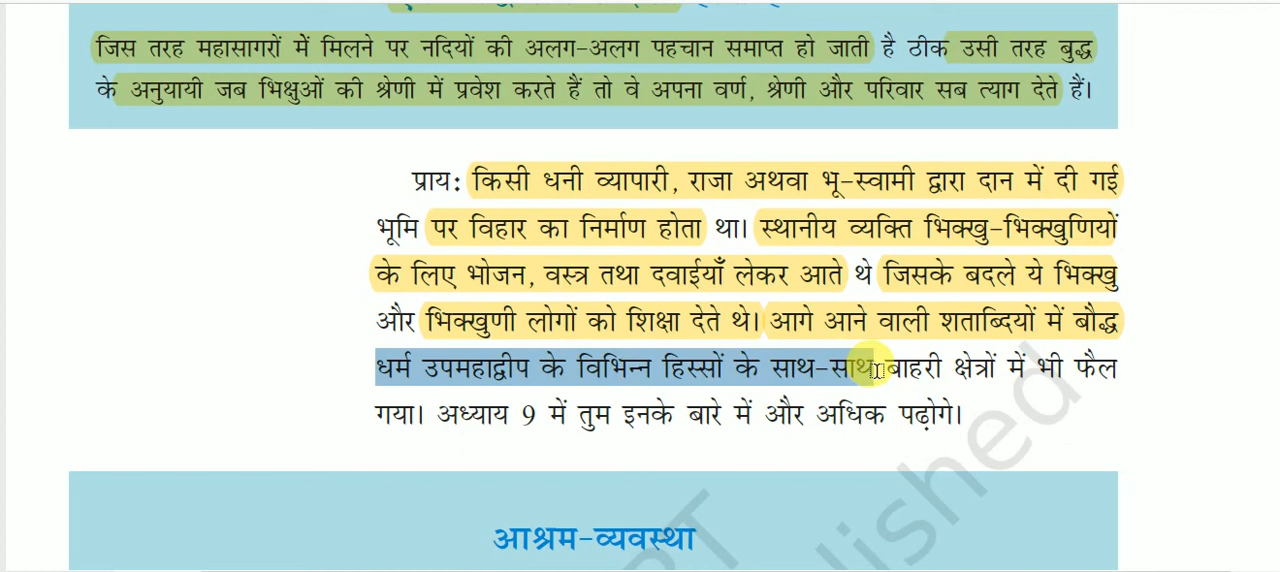 जिस तरह महासागरों में मिलने पर नदियों की अलग-अलग पहचान समाप्त हो जाती है ठीक उसी तरह बुद्ध
के अनुयायी जब भिक्षुओं की श्रेणी में प्रवेश करते हैं तो वे अपना वर्ण, श्रेणी और परिवार सब त्याग देते हैं।
प्राय: किसी धनी व्यापारी, राजा अथवा भू-स्वामी द्वारा दान में दी गई
भूमि पर विहार का निर्माण होता था। स्थानीय व्यक्ति भिक्खु-भिक्खुणियों
के लिए भोजन, वस्त्र तथा दवाईयाँ लेकर आते थे जिसके बदले ये भिक्खु
और भिक्खुणी लोगों को शिक्षा देते थे। आगे आने वाली शताब्दियों में बौद्ध
धर्म उपमहाद्वीप के विभिन्न हिस्सों के साथ-साथ बाहरी क्षेत्रों में भी फैल
गया। अध्याय 9 में तुम इनके बारे में और अधिक पढ़ोगे।
आश्रम-व्यवस्था